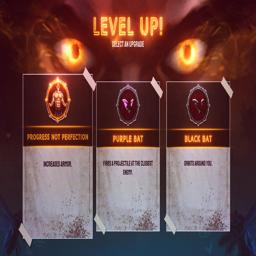 LEVEL UP!
SELECT AN UPGRADE
PROGRESS NOT PERFECTION
INCREASES ARMOR.
PURPLE BAT
FIRES A PROJECTILE AT THE CLOSEST
ENEMY.
BLACK BAT
ORBITS AROUND YOU.